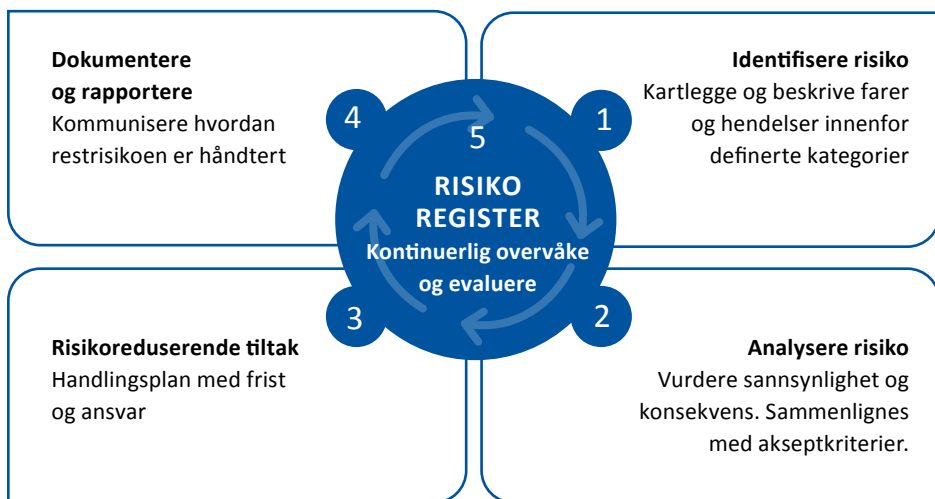 Dokumentere
og rapportere
Kommunisere hvordan
restrisikoen er håndtert
4
Identifisere risiko
Kartlegge og beskrive farer
og hendelser innenfor
definerte kategorier
1
5
RISIKO
REGISTER
Kontinuerlig overvåke
og evaluere
3
Risikoreduserende tiltak
Handlingsplan med frist
og ansvar
2
Analysere risiko
Vurdere sannsynlighet og
konsekvens. Sammenlignes
med akseptkriterier.